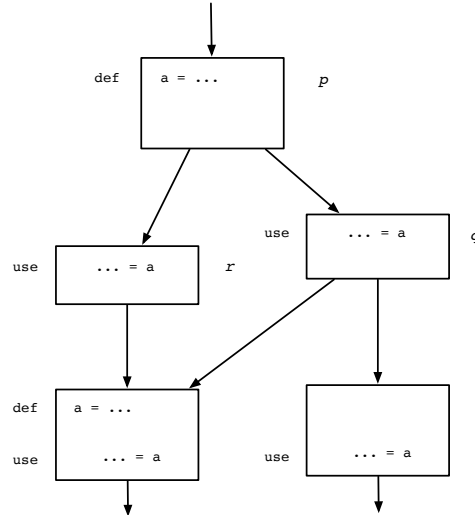 def a = ... p
use ... = a q
use ... = a r
def a = ...
use ... = a
use ... = a